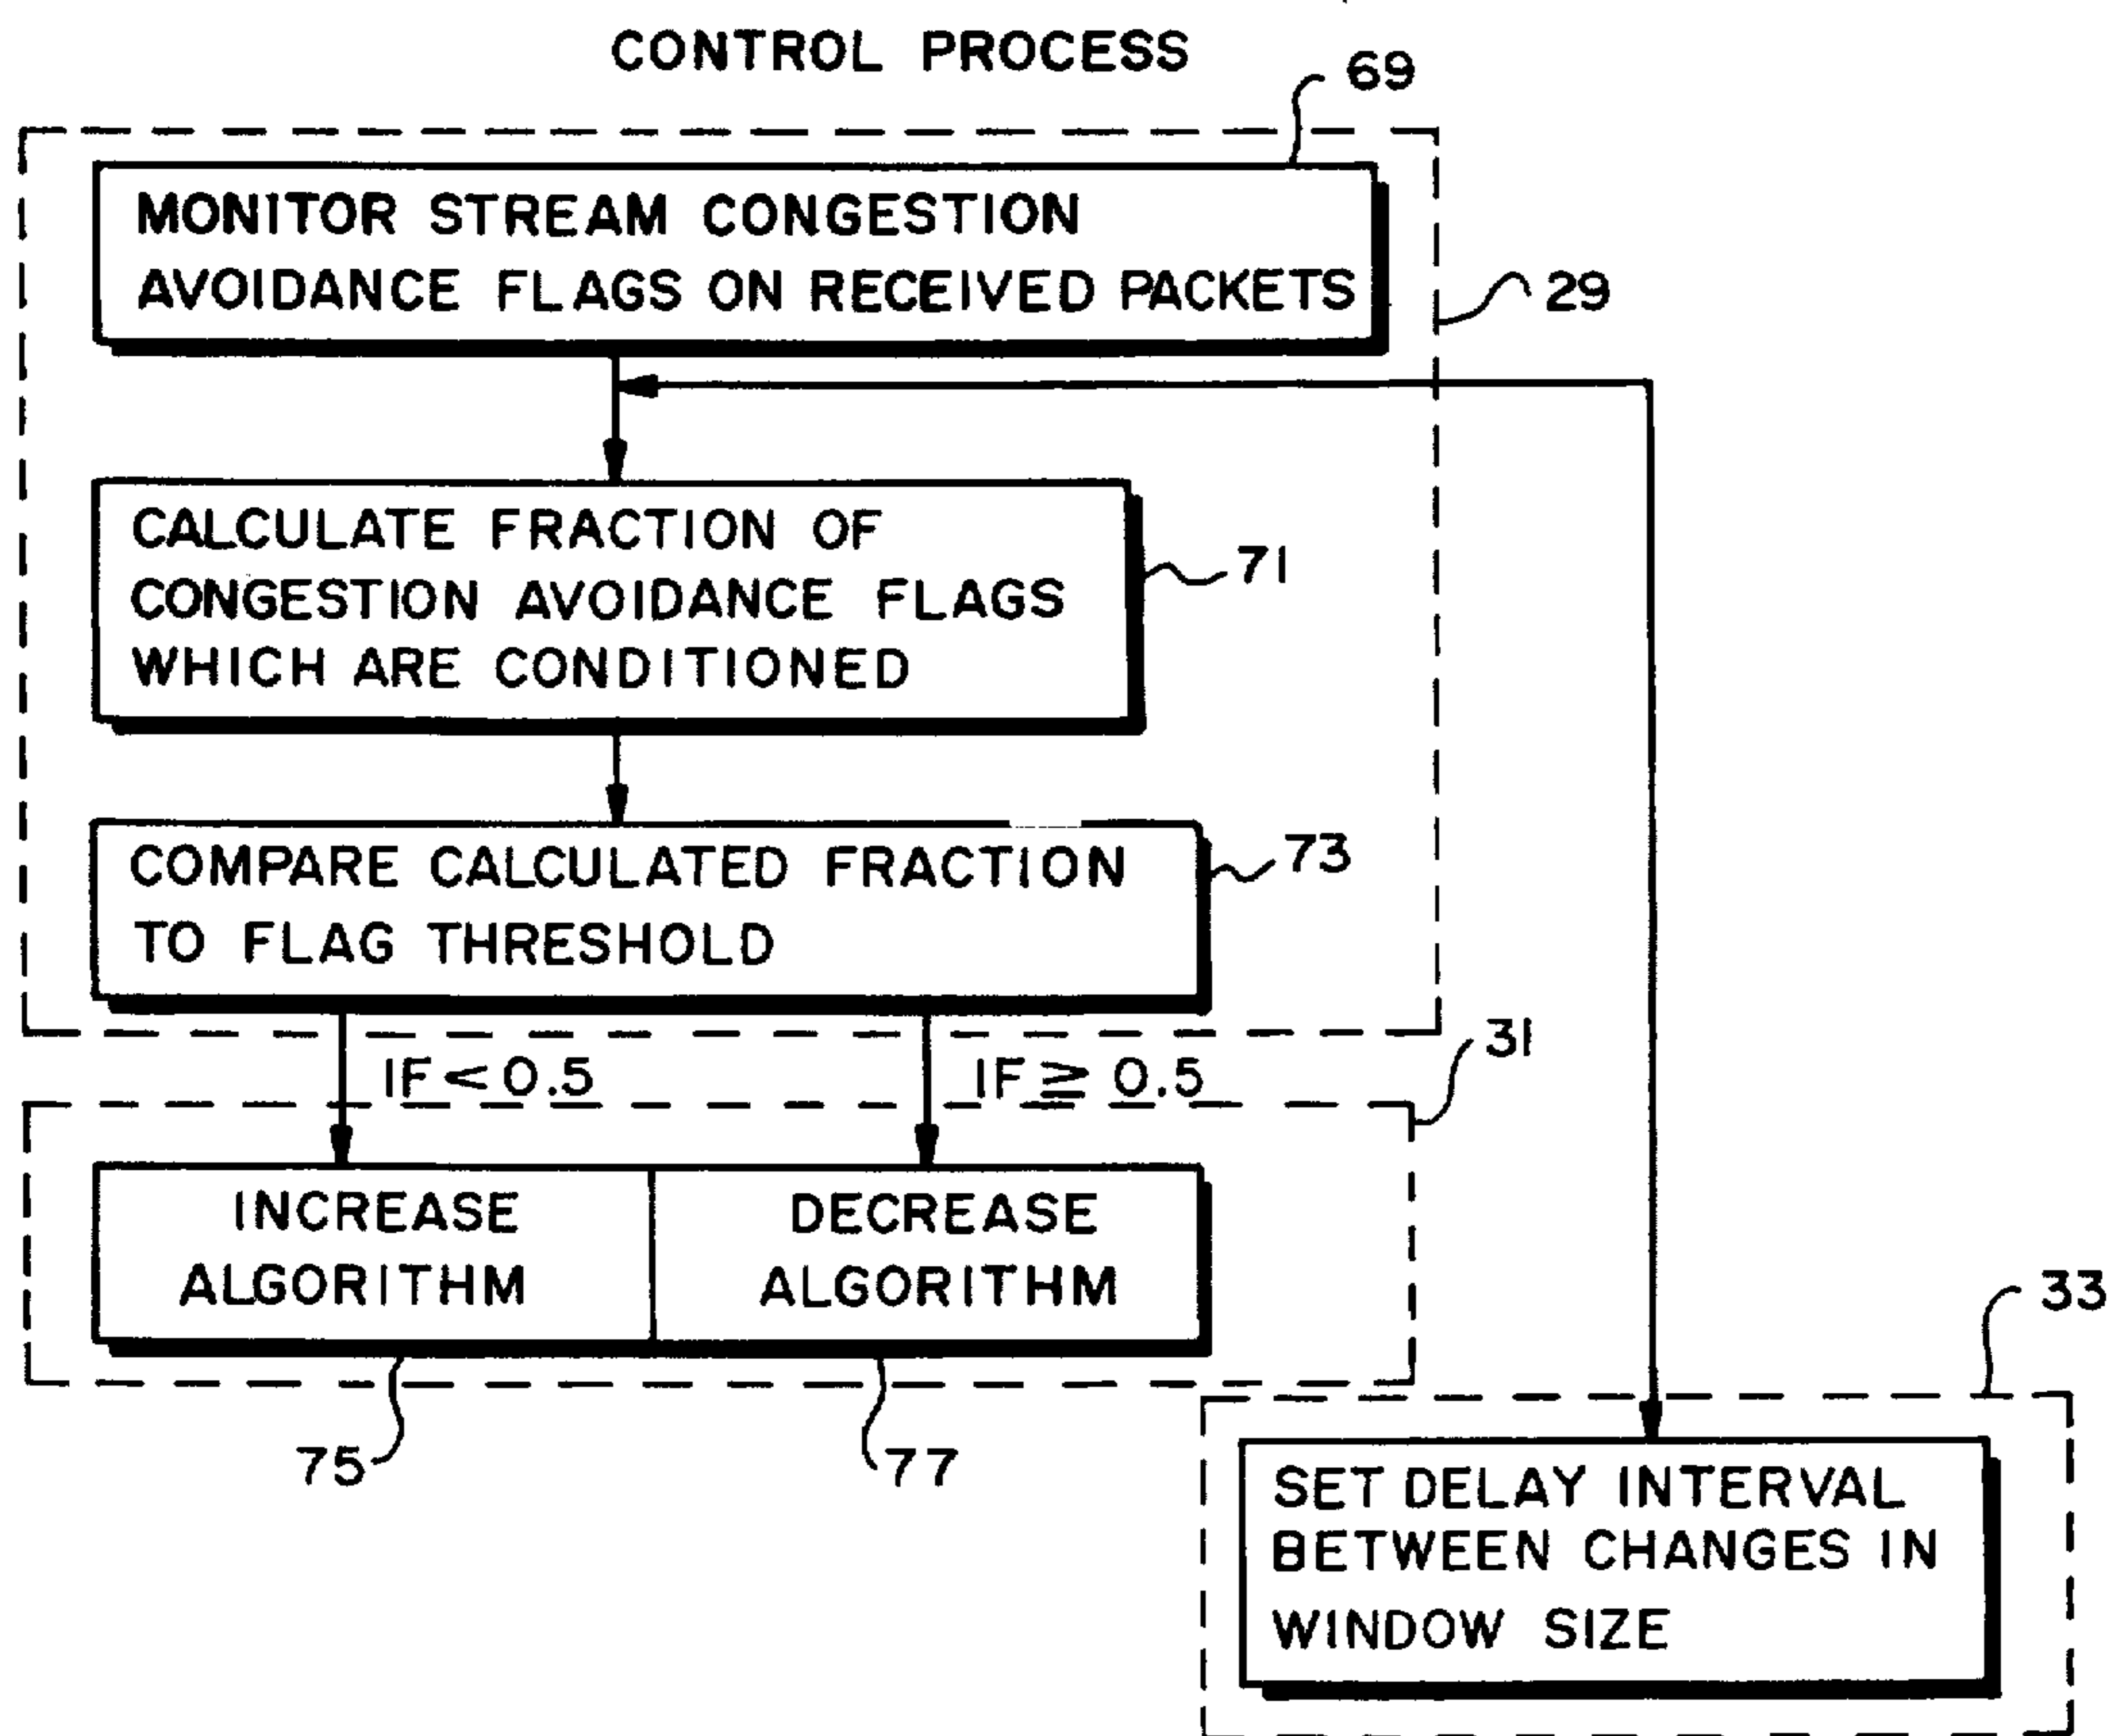 CONTROL PROCESS
69
MONITOR STREAM CONGESTION
AVOIDANCE FLAGS ON RECEIVED PACKETS
29
CALCULATE FRACTION OF
CONGESTION AVOIDANCE FLAGS
WHICH ARE CONDITIONED
71
COMPARE CALCULATED FRACTION
TO FLAG THRESHOLD
73
31
IF < 0.5
IF ≧ 0.5
INCREASE
ALGORITHM
DECREASE
ALGORITHM
75
77
33
SET DELAY INTERVAL
BETWEEN CHANGES IN
WINDOW SIZE